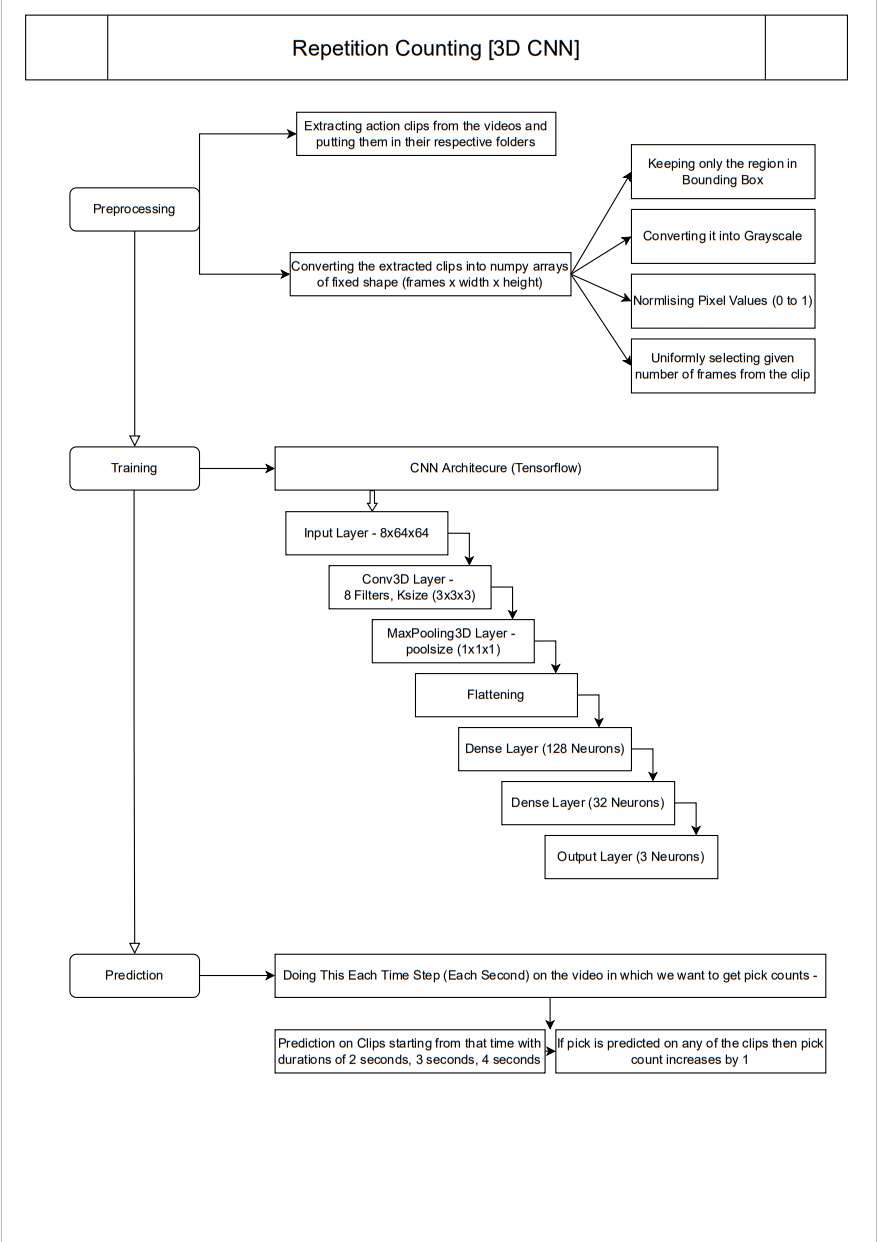 Repetition Counting [3D CNN]
Extracting action clips from the videos and
putting them in their respective folders
Keeping only the region in
Bounding Box
Preprocessing
Converting it into Grayscale
Converting the extracted clips into numpy arrays
of fixed shape (frames x width x height)
Normlising Pixel Values (0 to 1)
Uniformly selecting given
number of frames from the clip
Training
CNN Architecure (Tensorflow)
Input Layer - 8x64x64
Conv3D Layer -
8 Filters, Ksize (3x3x3)
MaxPooling3D Layer -
poolsize (1x1x1)
Flattening
Dense Layer (128 Neurons)
Dense Layer (32 Neurons)
Output Layer (3 Neurons)
Prediction
Doing This Each Time Step (Each Second) on the video in which we want to get pick counts -
Prediction on Clips starting from that time with
durations of 2 seconds, 3 seconds, 4 seconds
If pick is predicted on any of the clips then pick
count increases by 1